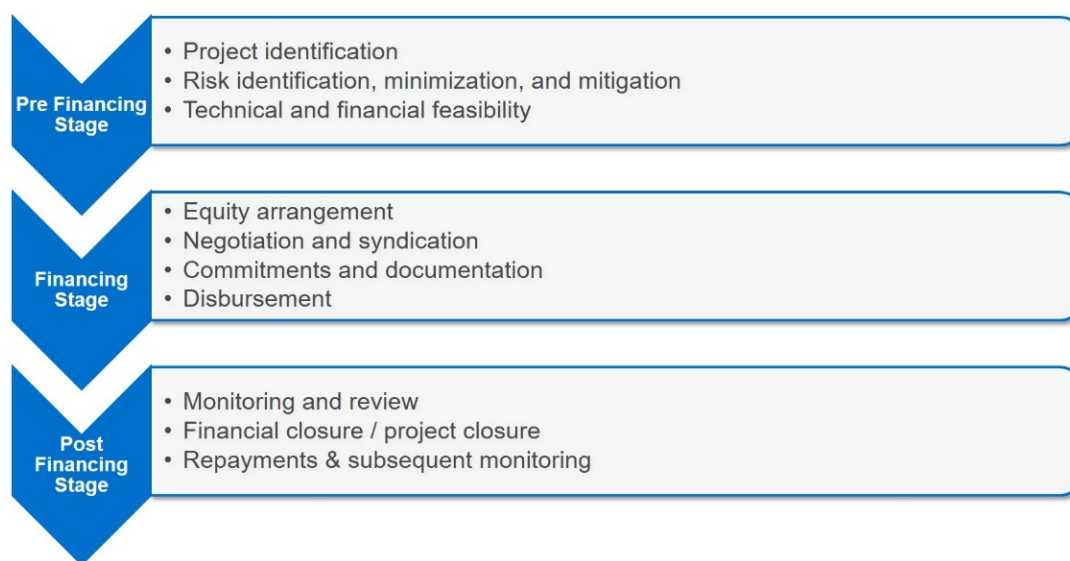 Pre Financing
Stage
• Project identification
• Risk identification, minimization, and mitigation
• Technical and financial feasibility
Financing
Stage
• Equity arrangement
• Negotiation and syndication
• Commitments and documentation
• Disbursement
Post
Financing
Stage
• Monitoring and review
• Financial closure / project closure
• Repayments & subsequent monitoring